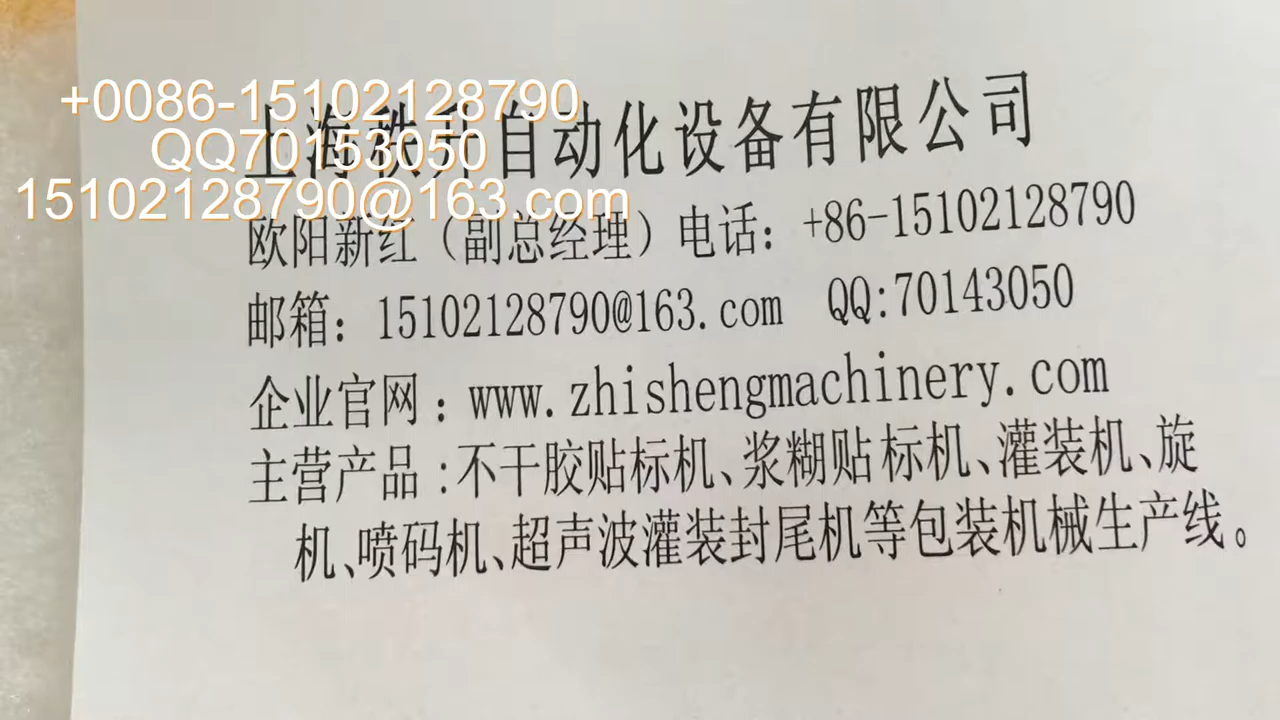 +0086-15102128790
QQ70153050
15102128790@163.com
上海秩升自动化设备有限公司
欧阳新红（副总经理）电话：+86-15102128790
邮箱：15102128790@163.com QQ:70143050
企业官网：www.zhishengmachinery.com
主营产品:不干胶贴标机、浆糊贴标机、灌装机、旋
机、喷码机、超声波灌装封尾机等包装机械生产线。